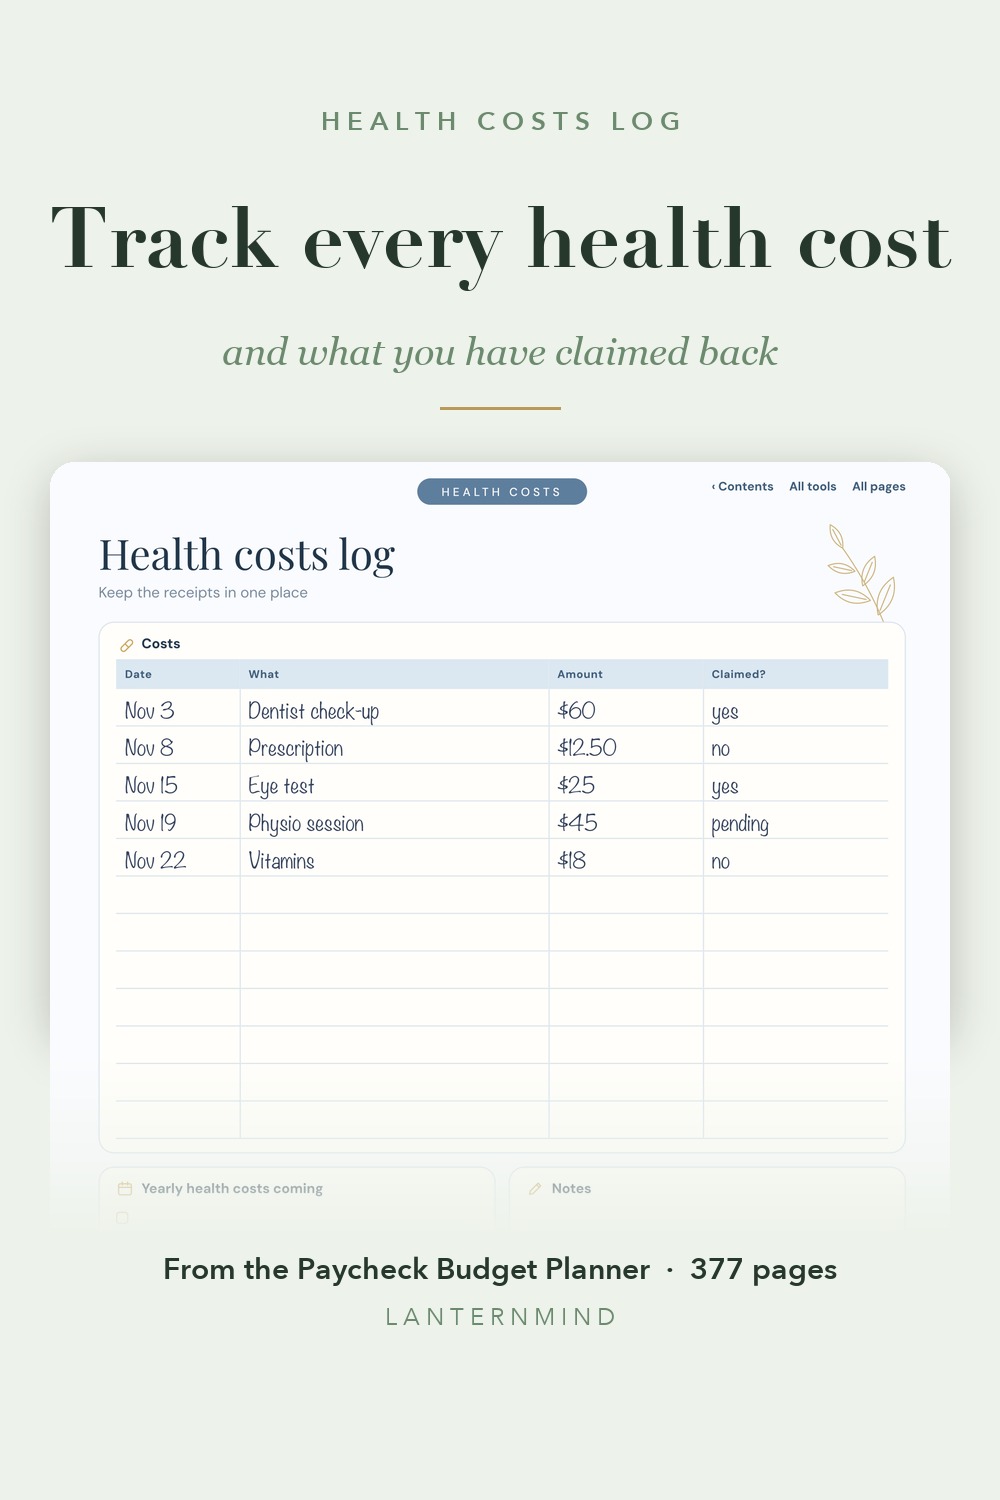 HEALTH COSTS LOG
Track every health cost
and what you have claimed back
HEALTH COSTS
‹ Contents All tools All pages
Health costs log
Keep the receipts in one place
Costs
Date What Amount Claimed?
Nov 3 Dentist check-up $60 yes
Nov 8 Prescription $12.50 no
Nov 15 Eye test $25 yes
Nov 19 Physio session $45 pending
Nov 22 Vitamins $18 no
Yearly health costs coming Notes
From the Paycheck Budget Planner · 377 pages
LANTERNMIND